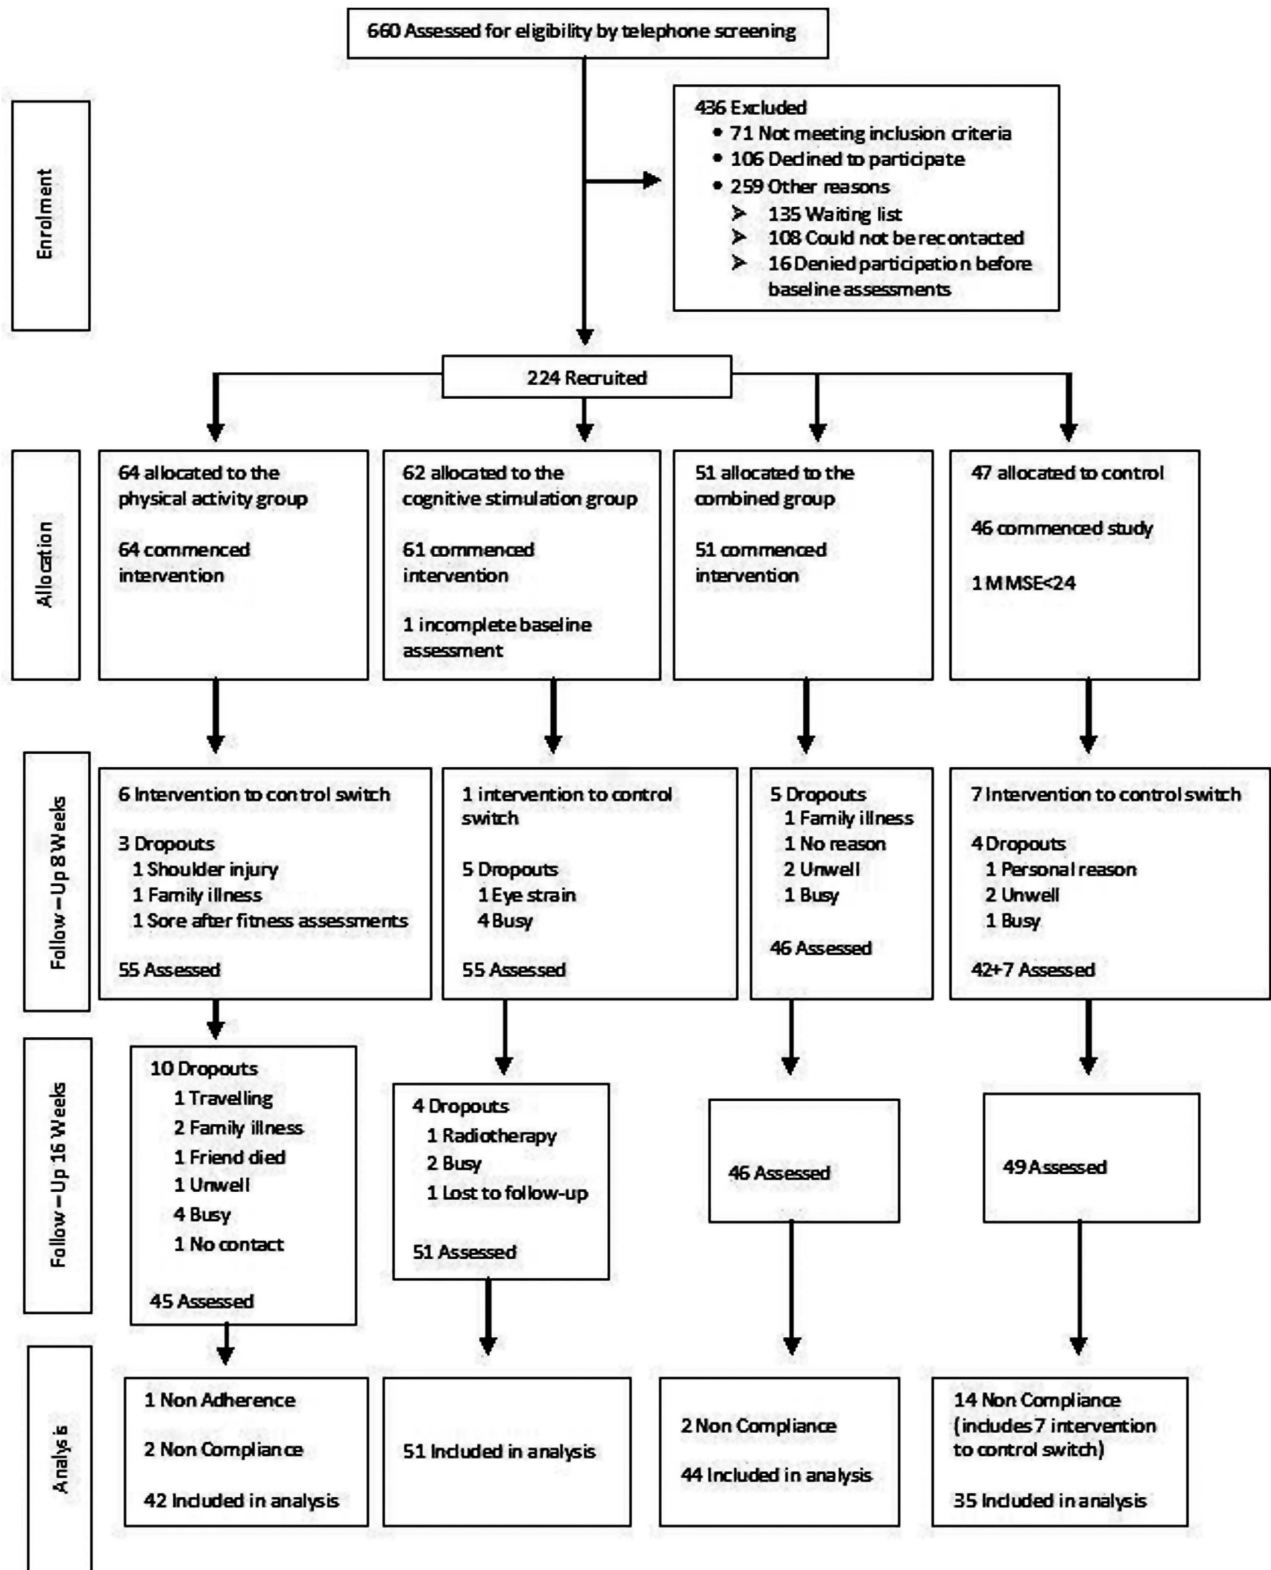 660 Assessed for eligibility by telephone screening
Enrolment
436 Excluded
• 71 Not meeting inclusion criteria
• 106 Declined to participate
• 259 Other reasons
➤ 135 Waiting list
➤ 108 Could not be recontacted
➤ 16 Denied participation before
baseline assessments
224 Recruited
Allocation
64 allocated to the
physical activity group
64 commenced
intervention
62 allocated to the
cognitive stimulation group
61 commenced
intervention
1 incomplete baseline
assessment
51 allocated to the
combined group
51 commenced
intervention
47 allocated to control
46 commenced study
1 MMSE<24
Follow – Up 8 Weeks
6 Intervention to control switch
3 Dropouts
1 Shoulder injury
1 Family illness
1 Sore after fitness assessments
55 Assessed
1 intervention to control
switch
5 Dropouts
1 Eye strain
4 Busy
55 Assessed
5 Dropouts
1 Family illness
1 No reason
2 Unwell
1 Busy
46 Assessed
7 Intervention to control switch
4 Dropouts
1 Personal reason
2 Unwell
1 Busy
42+7 Assessed
Follow – Up 16 Weeks
10 Dropouts
1 Travelling
2 Family illness
1 Friend died
1 Unwell
4 Busy
1 No contact
45 Assessed
4 Dropouts
1 Radiotherapy
2 Busy
1 Lost to follow-up
51 Assessed
46 Assessed
49 Assessed
Analysis
1 Non Adherence
2 Non Compliance
42 Included in analysis
51 Included in analysis
2 Non Compliance
44 Included in analysis
14 Non Compliance
(includes 7 intervention
to control switch)
35 Included in analysis